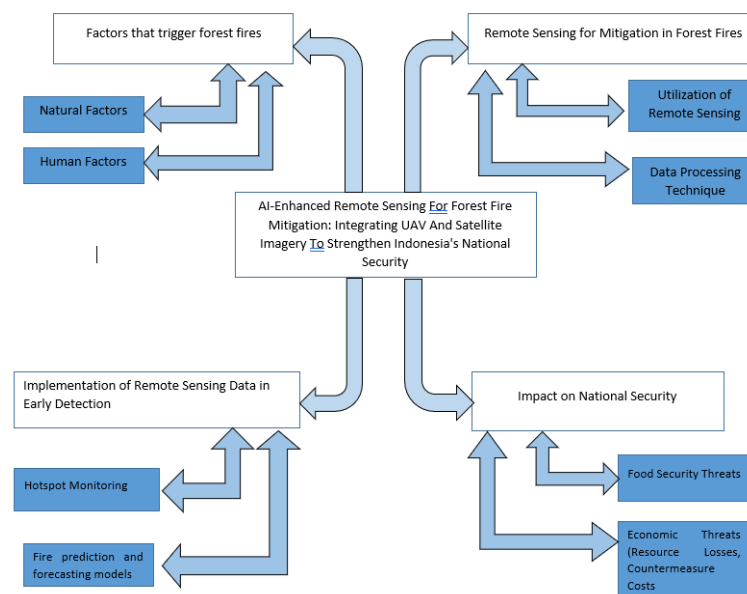 Factors that trigger forest fires
Remote Sensing for Mitigation in Forest Fires
Natural Factors
Human Factors
Utilization of
Remote Sensing
Data Processing
Technique
AI-Enhanced Remote Sensing For Forest Fire
Mitigation: Integrating UAV And Satellite
Imagery To Strengthen Indonesia's National
Security
Implementation of Remote Sensing Data in
Early Detection
Impact on National Security
Hotspot Monitoring
Fire prediction and
forecasting models
Food Security Threats
Economic Threats
(Resource Losses,
Countermeasure
Costs